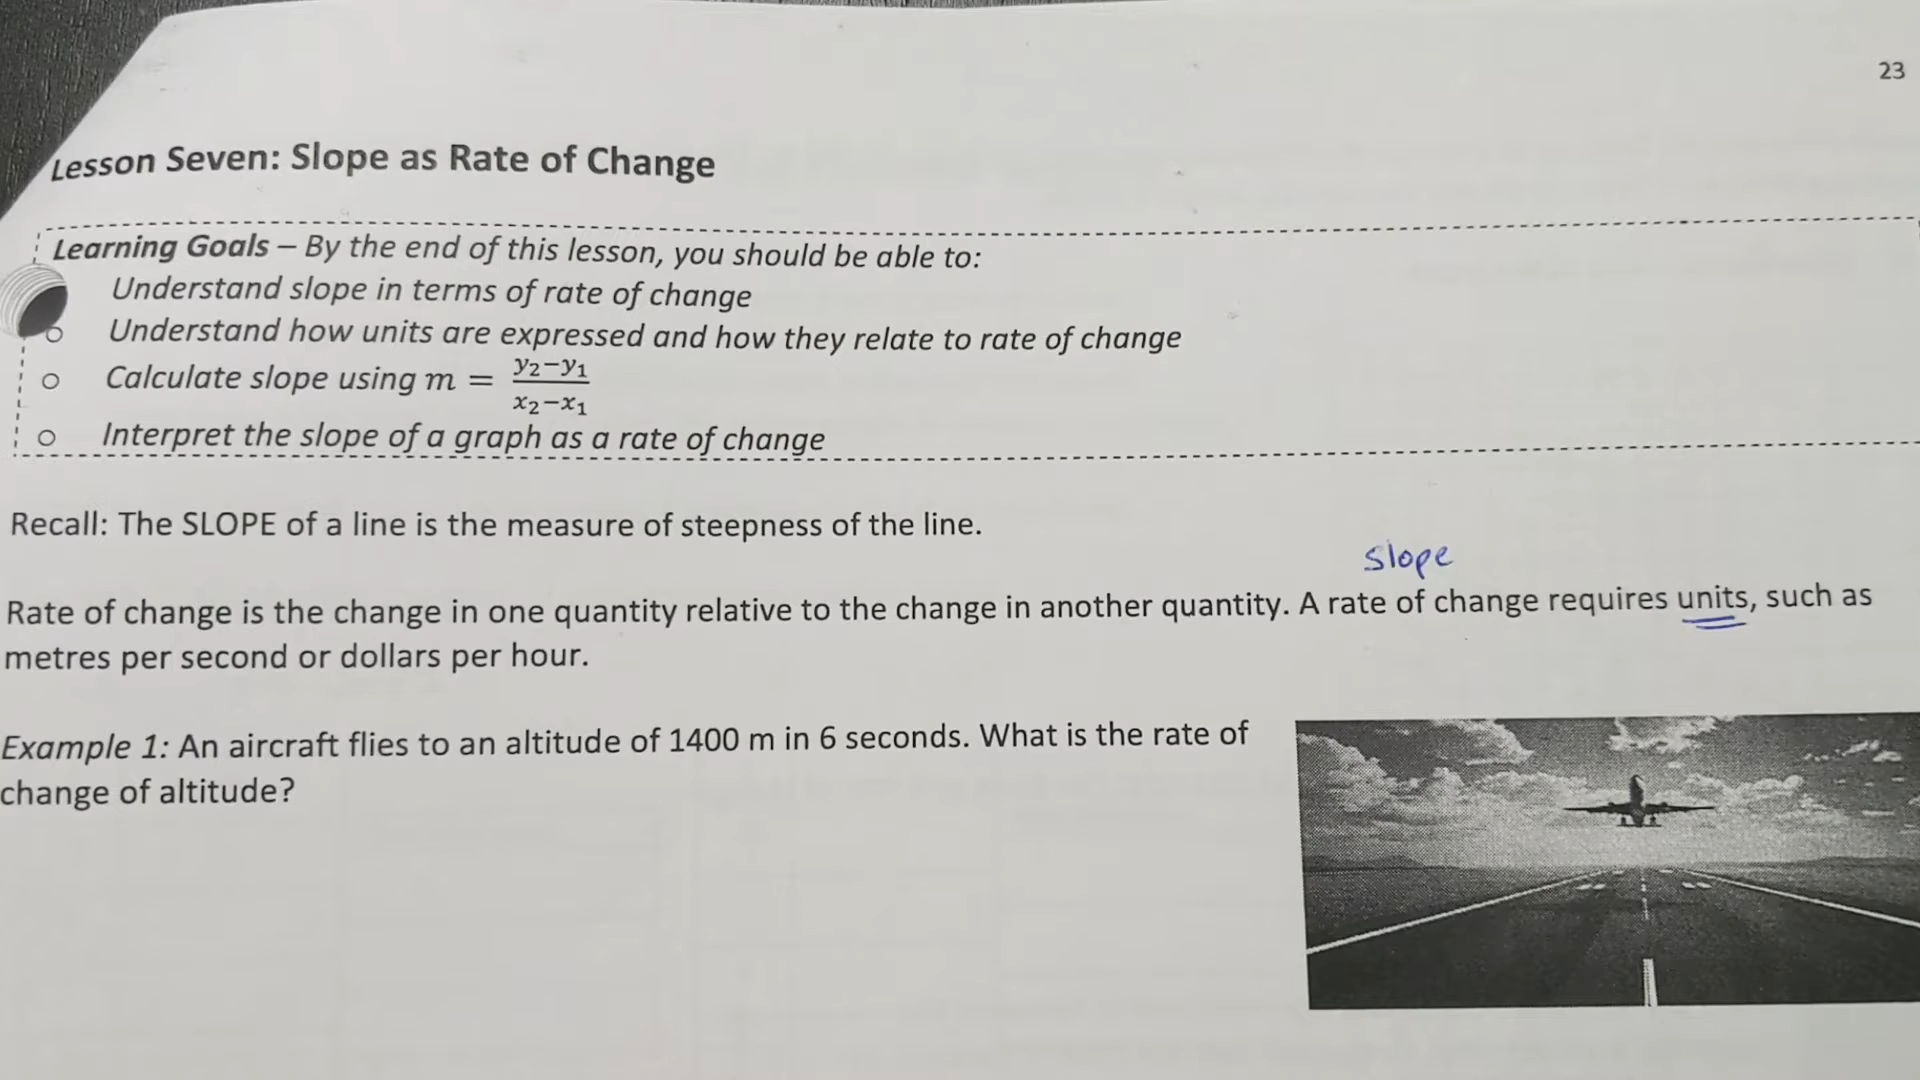 23
Lesson Seven: Slope as Rate of Change
Learning Goals – By the end of this lesson, you should be able to:
Understand slope in terms of rate of change
o Understand how units are expressed and how they relate to rate of change
o Calculate slope using m = y₂−y₁ / x₂−x₁
o Interpret the slope of a graph as a rate of change
Recall: The SLOPE of a line is the measure of steepness of the line.
slope
Rate of change is the change in one quantity relative to the change in another quantity. A rate of change requires units, such as
metres per second or dollars per hour.
Example 1: An aircraft flies to an altitude of 1400 m in 6 seconds. What is the rate of
change of altitude?